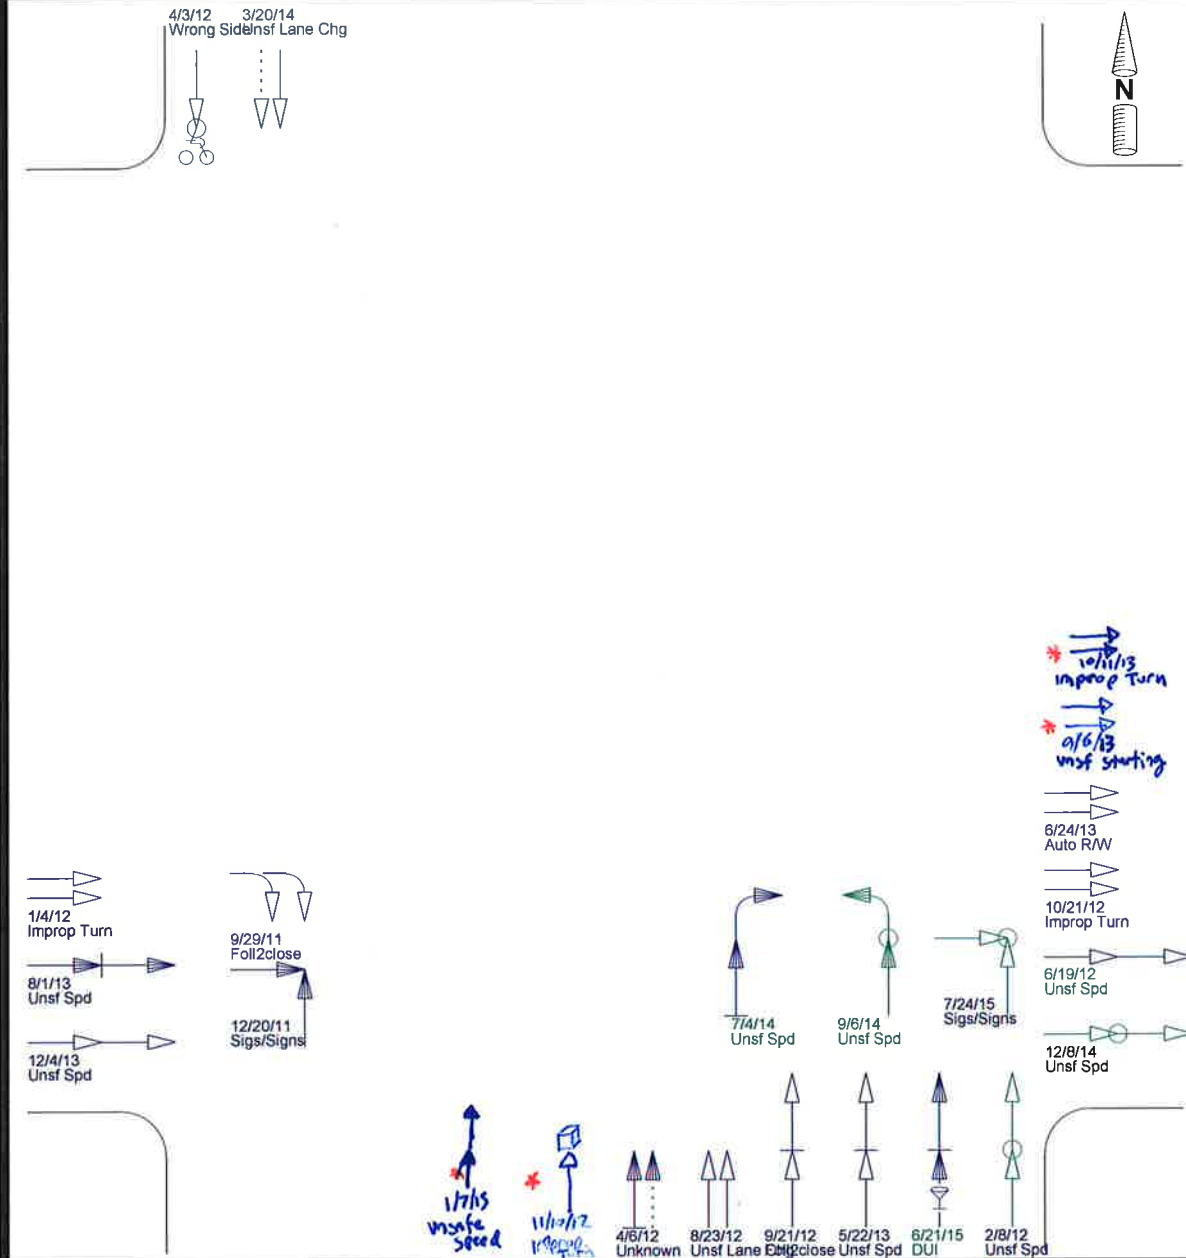 4/3/12
Wrong Side
3/20/14
Unsf Lane Chg
N
10/11/13
Improp Turn
9/6/13
unsf starting
6/24/13
Auto R/W
10/21/12
Improp Turn
6/19/12
Unsf Spd
12/8/14
Unsf Spd
1/4/12
Improp Turn
8/1/13
Unsf Spd
12/4/13
Unsf Spd
9/29/11
Foll2close
12/20/11
Sigs/Signs
7/4/14
Unsf Spd
9/6/14
Unsf Spd
7/24/15
Sigs/Signs
1/7/15
unsafe
speed
11/10/12
4/6/12
Unknown
8/23/12
Unsf Lane Chg
9/21/12
Foll2close
5/22/13
Unsf Spd
6/21/15
DUI
2/8/12
Unsf Spd